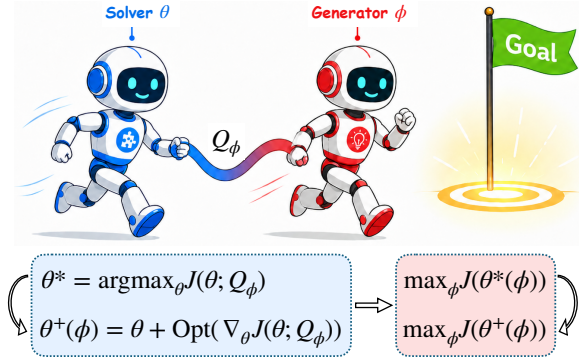 Solver θ
Generator ϕ
Goal
Q_ϕ
θ* = argmax_θ J(θ; Q_ϕ)
θ⁺(ϕ) = θ + Opt( ∇_θ J(θ; Q_ϕ))
max_ϕ J(θ*(ϕ))
max_ϕ J(θ⁺(ϕ))